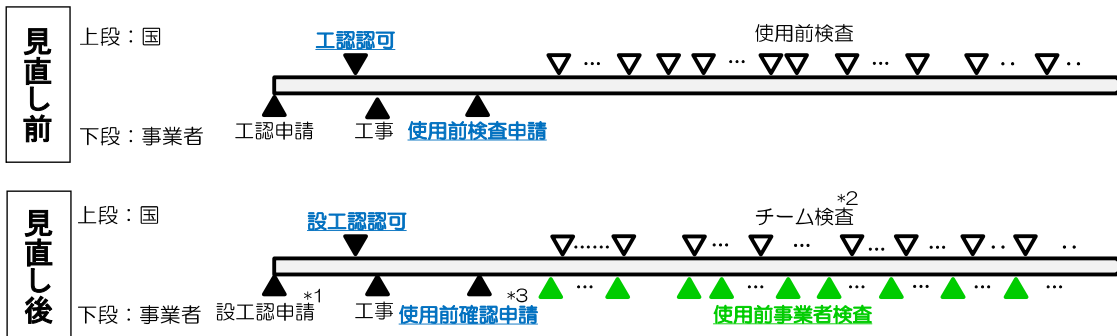 見直し前
上段：国
工認認可
使用前検査
… … … ‥ ‥
下段：事業者
工認申請
工事
使用前検査申請
見直し後
上段：国
設工認認可
チーム検査*2
…… … … … … ‥ ‥
下段：事業者
設工認申請*1
工事
使用前確認申請*3
… … … … …
使用前事業者検査